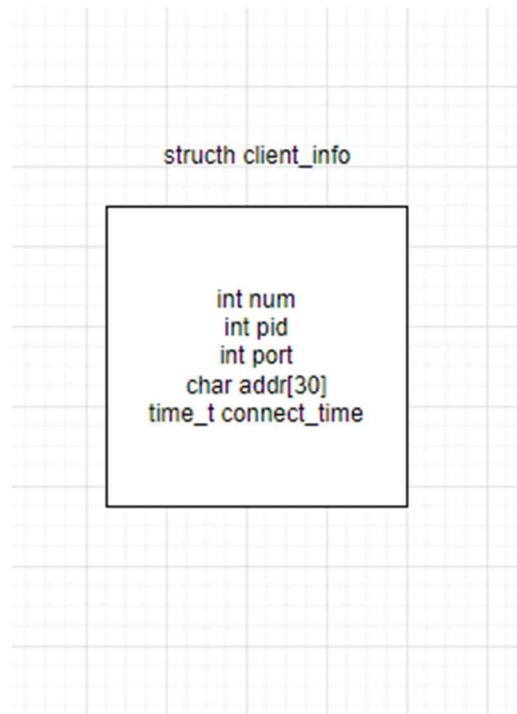 structh client_info
int num
int pid
int port
char addr[30]
time_t connect_time